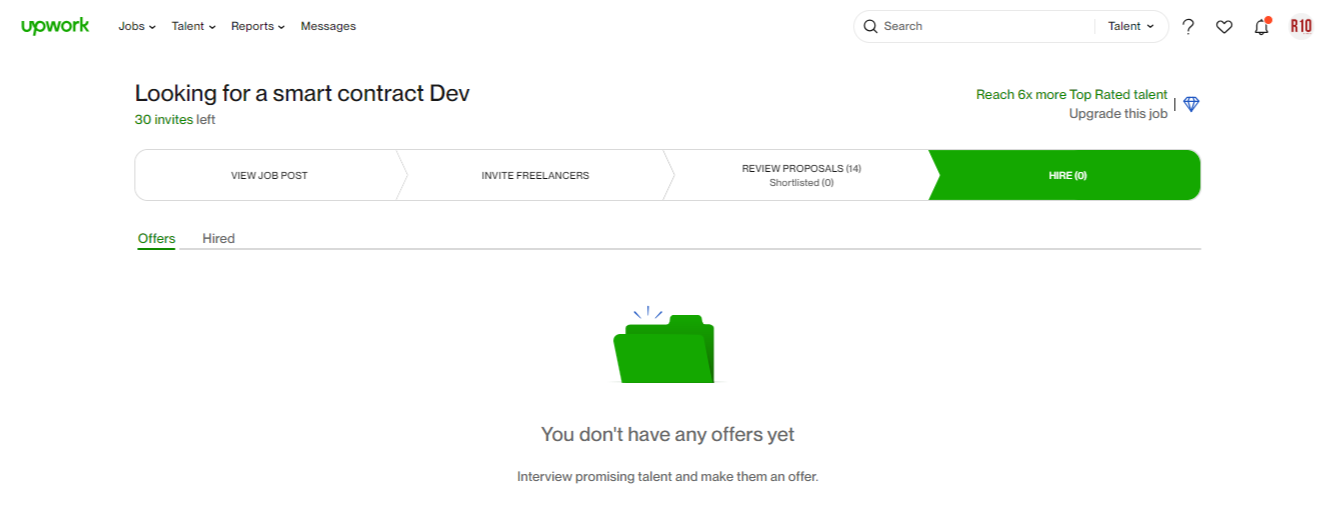 upwork Jobs Talent Reports Messages Search Talent R10
Looking for a smart contract Dev
30 invites left
Reach 6x more Top Rated talent
Upgrade this job
VIEW JOB POST
INVITE FREELANCERS
REVIEW PROPOSALS (14)
Shortlisted (0)
HIRE (0)
Offers Hired
You don't have any offers yet
Interview promising talent and make them an offer.